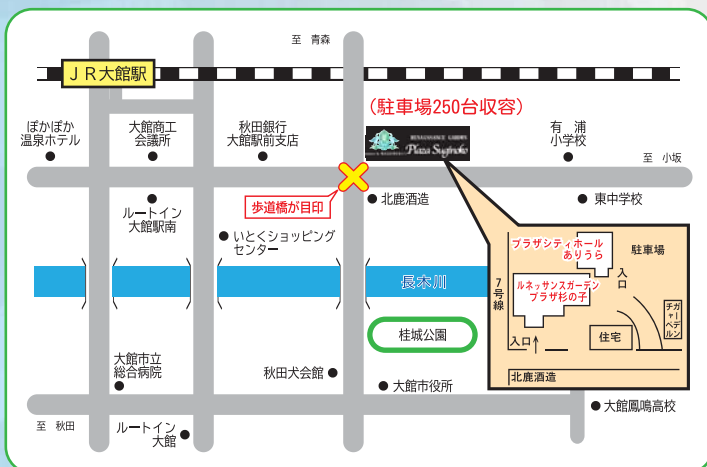 至 青森
JR大館駅
(駐車場250台収容)
ぽかぽか
温泉ホテル
大館商工
会議所
秋田銀行
大館駅前支店
RENAISSANCE GARDEN
Plaza Suginoko
有 浦
小学校
至 小坂
歩道橋が目印
北鹿酒造
東中学校
ルートイン
大館駅南
いとくショッピング
センター
長木川
桂城公園
プラザシティホール
ありうら
駐車場
7号線
ルネッサンスガーデン
プラザ杉の子
入口
ガーデン
チャペル
住宅
入口
北鹿酒造
大館市立
総合病院
秋田犬会館
大館市役所
大館鳳鳴高校
至 秋田
ルートイン
大館